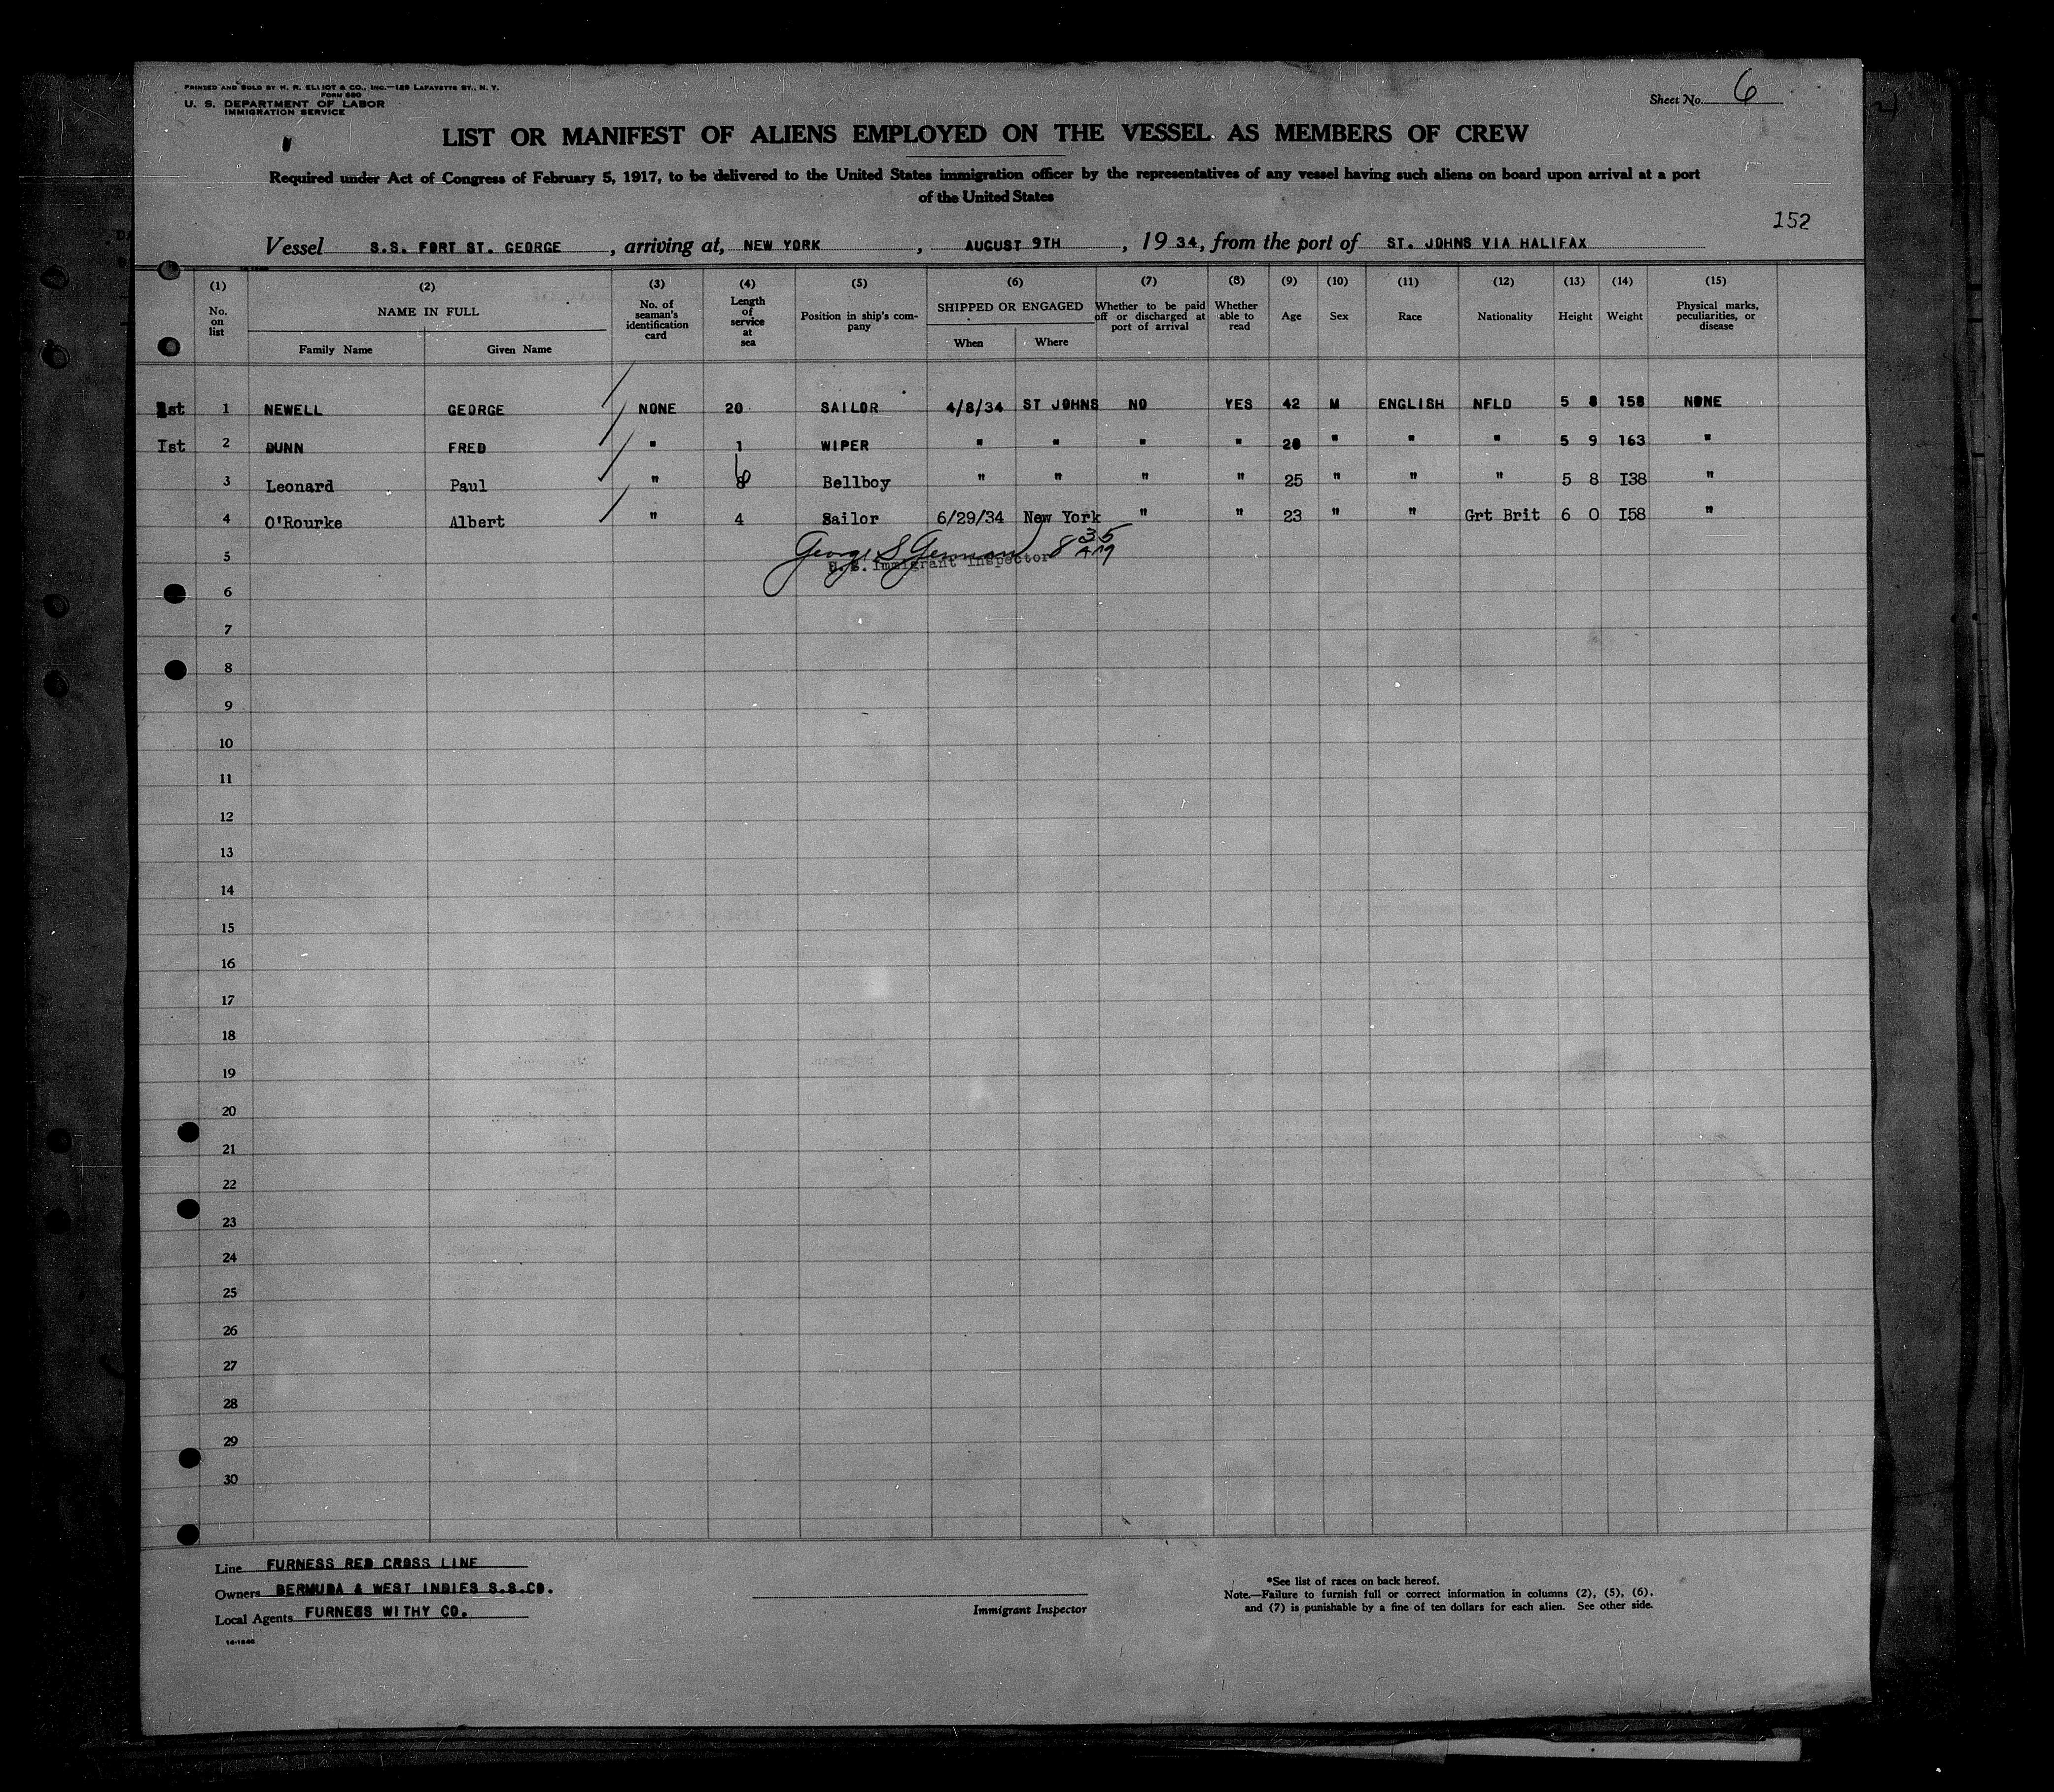 PRINTED AND SOLD BY H. R. ELLIOT & CO., INC.—129 LAFAYETTE ST., N. Y.
FORM 680
U. S. DEPARTMENT OF LABOR
IMMIGRATION SERVICE
Sheet No. 6
LIST OR MANIFEST OF ALIENS EMPLOYED ON THE VESSEL AS MEMBERS OF CREW
Required under Act of Congress of February 5, 1917, to be delivered to the United States immigration officer by the representatives of any vessel having such aliens on board upon arrival at a port
of the United States
152
Vessel S.S. FORT ST. GEORGE, arriving at, NEW YORK, AUGUST 9TH, 1934, from the port of ST. JOHNS VIA HALIFAX
(1) (2) (3) (4) (5) (6) (7) (8) (9) (10) (11) (12) (13) (14) (15)
No. on list NAME IN FULL Family Name Given Name No. of seaman's identification card Length of service at sea Position in ship's company SHIPPED OR ENGAGED When Where Whether to be paid off or discharged at port of arrival Whether able to read Age Sex Race Nationality Height Weight Physical marks, peculiarities, or disease
1st 1 NEWELL GEORGE NONE 20 SAILOR 4/8/34 ST JOHNS NO YES 42 M ENGLISH NFLD 5 8 158 NONE
Ist 2 DUNN FRED " 1 WIPER " " " " 20 " " " 5 9 163 "
3 Leonard Paul " 6 Bellboy " " " " 25 " " " 5 8 I38 "
4 O'Rourke Albert " 4 Sailor 6/29/34 New York " " 23 " " Grt Brit 6 0 I58 "
George S German 8 35 AM
U.S. Immigrant Inspector
5
6
7
8
9
10
11
12
13
14
15
16
17
18
19
20
21
22
23
24
25
26
27
28
29
30
Line FURNESS RED CROSS LINE
Owners BERMUDA & WEST INDIES S.S.CO.
Local Agents FURNESS WITHY CO.
14-1240
Immigrant Inspector
*See list of races on back hereof.
Note.—Failure to furnish full or correct information in columns (2), (5), (6),
and (7) is punishable by a fine of ten dollars for each alien. See other side.